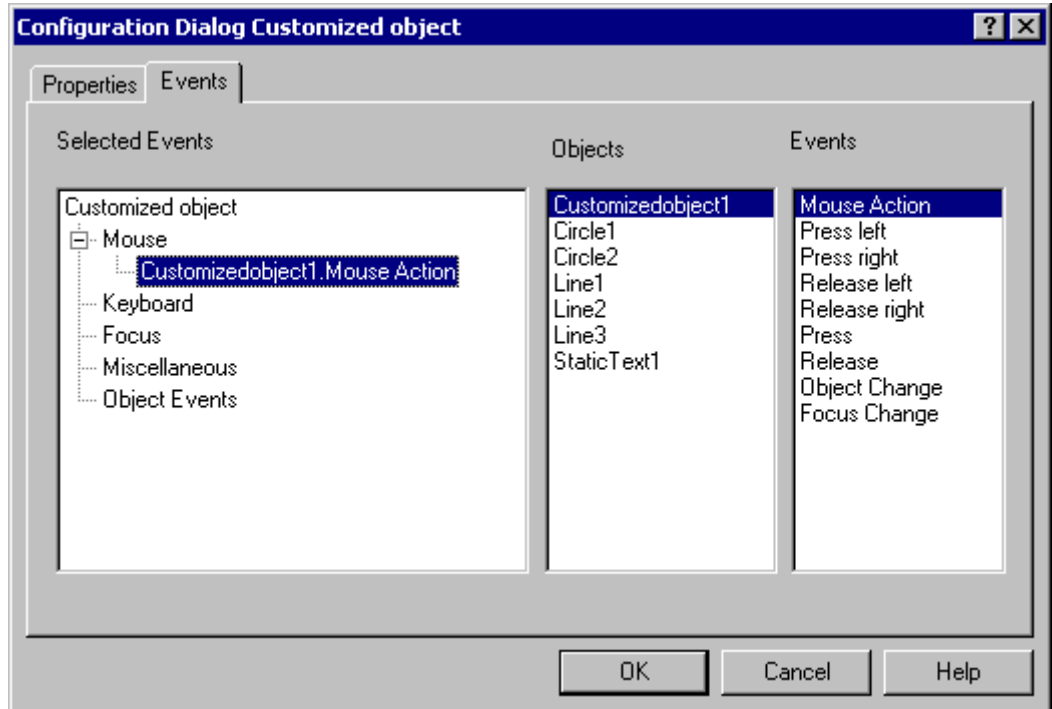 Configuration Dialog Customized object
Properties
Events
Selected Events
Objects
Events
Customized object
Mouse
Customizedobject1.Mouse Action
Keyboard
Focus
Miscellaneous
Object Events
Customizedobject1
Circle1
Circle2
Line1
Line2
Line3
StaticText1
Mouse Action
Press left
Press right
Release left
Release right
Press
Release
Object Change
Focus Change
OK
Cancel
Help